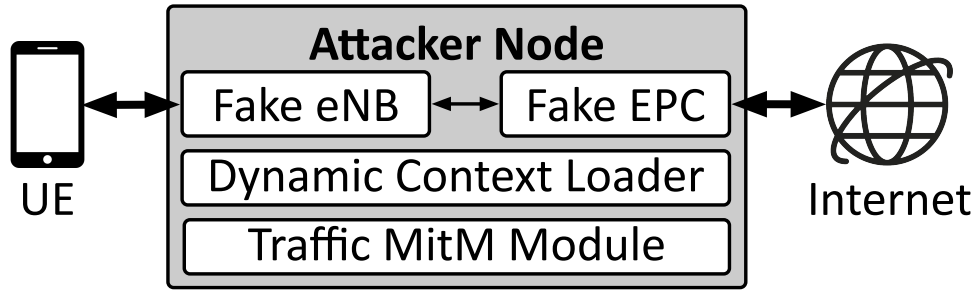 Attacker Node
Fake eNB
Fake EPC
Dynamic Context Loader
Traffic MitM Module
UE
Internet